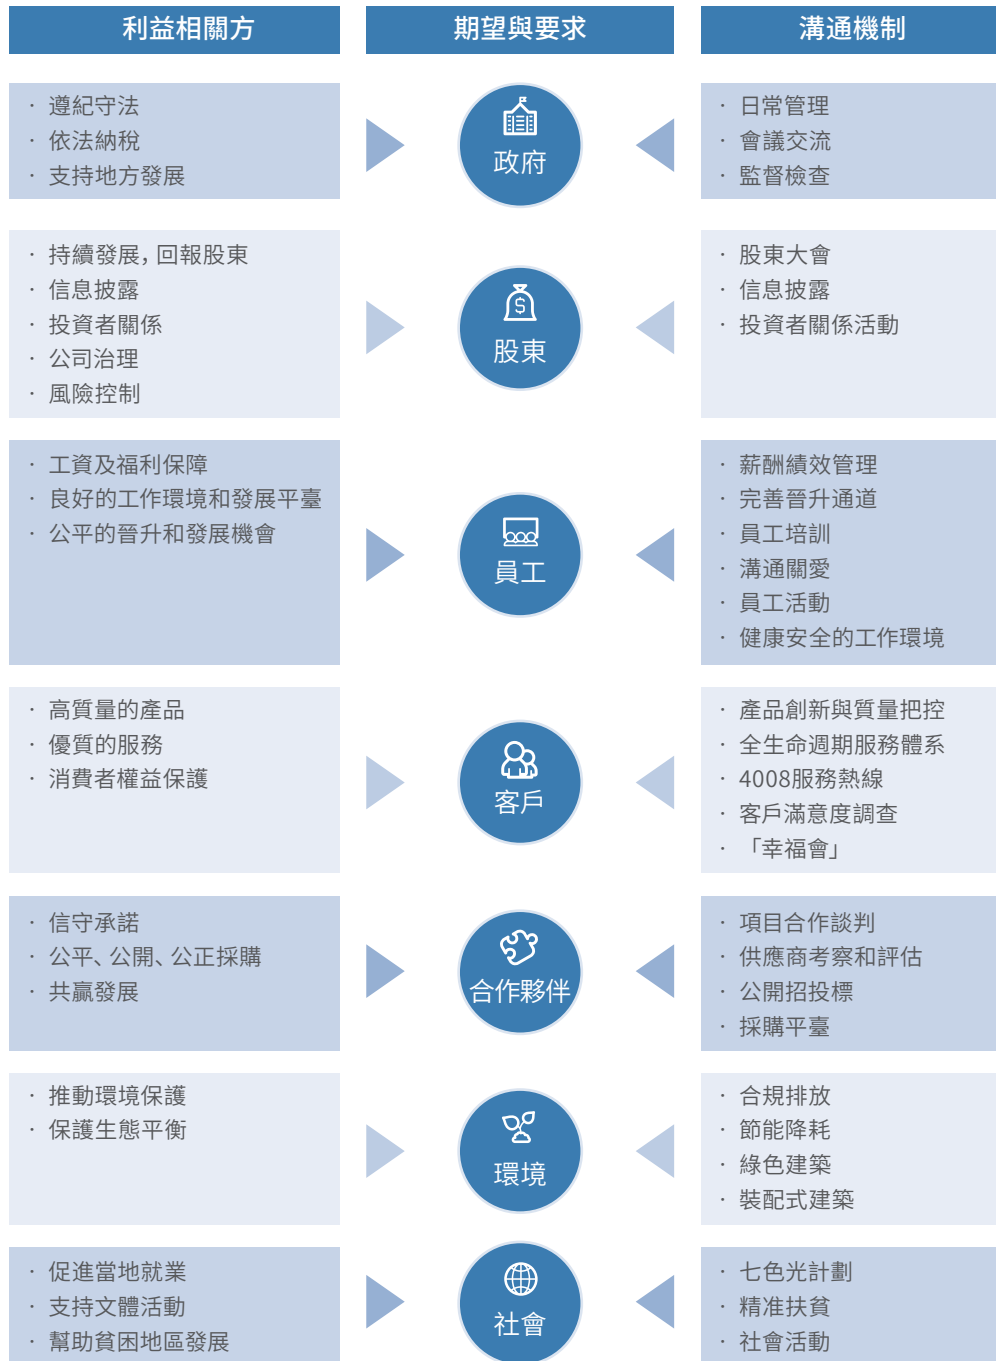 利益相關方
期望與要求
溝通機制
· 遵紀守法
· 依法納稅
· 支持地方發展
政府
· 日常管理
· 會議交流
· 監督檢查
· 持續發展，回報股東
· 信息披露
· 投資者關係
· 公司治理
· 風險控制
股東
· 股東大會
· 信息披露
· 投資者關係活動
· 工資及福利保障
· 良好的工作環境和發展平臺
· 公平的晉升和發展機會
員工
· 薪酬績效管理
· 完善晉升通道
· 員工培訓
· 溝通關愛
· 員工活動
· 健康安全的工作環境
· 高質量的產品
· 優質的服務
· 消費者權益保護
客戶
· 產品創新與質量把控
· 全生命週期服務體系
· 4008服務熱線
· 客戶滿意度調查
· 「幸福會」
· 信守承諾
· 公平、公開、公正採購
· 共贏發展
合作夥伴
· 項目合作談判
· 供應商考察和評估
· 公開招投標
· 採購平臺
· 推動環境保護
· 保護生態平衡
環境
· 合規排放
· 節能降耗
· 綠色建築
· 裝配式建築
· 促進當地就業
· 支持文體活動
· 幫助貧困地區發展
社會
· 七色光計劃
· 精准扶貧
· 社會活動